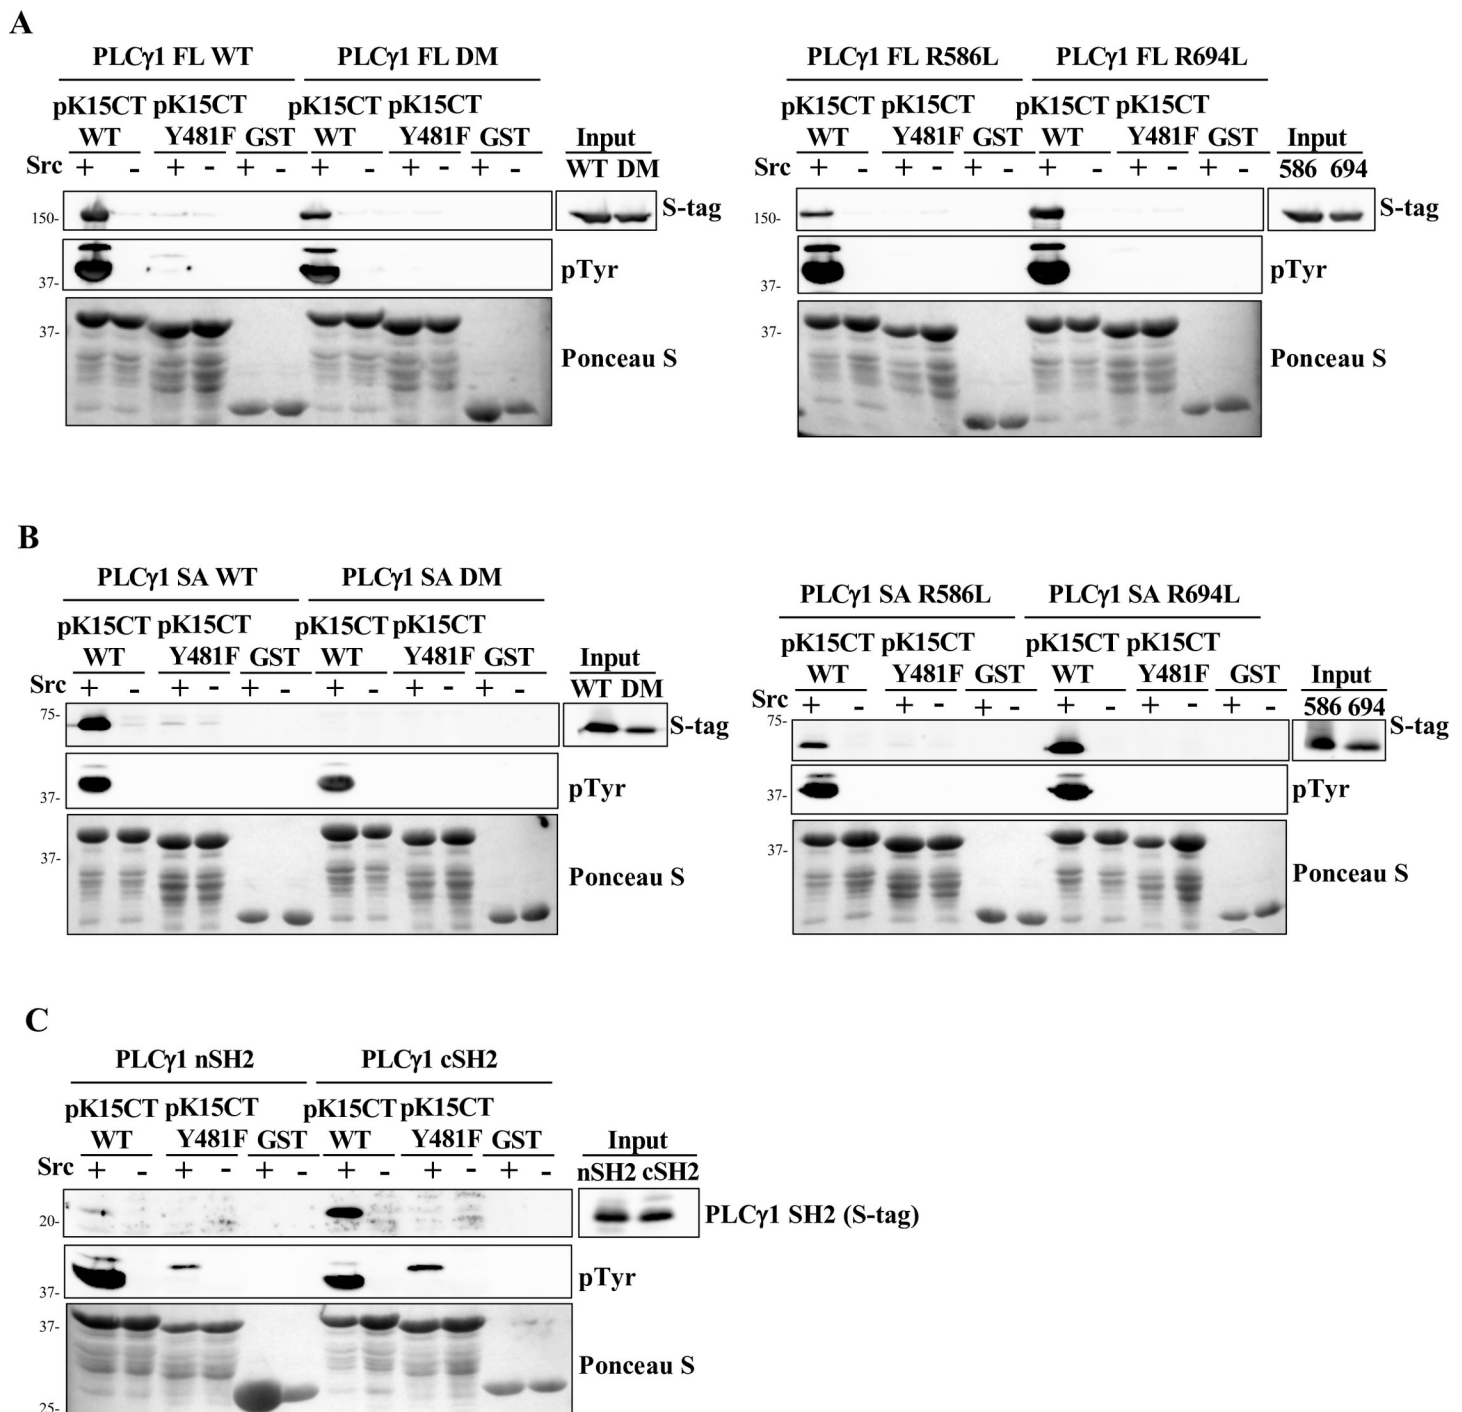 A
PLCγ1 FL WT PLCγ1 FL DM PLCγ1 FL R586L PLCγ1 FL R694L
pK15CT pK15CT pK15CT pK15CT pK15CT pK15CT pK15CT pK15CT
WT Y481F GST WT Y481F GST Input WT Y481F GST WT Y481F GST Input
Src + - + - + - + - + - + - WT DM Src + - + - + - + - + - + - 586 694
150- S-tag 150- S-tag
37- pTyr 37- pTyr
37- Ponceau S 37- Ponceau S
B
PLCγ1 SA WT PLCγ1 SA DM PLCγ1 SA R586L PLCγ1 SA R694L
pK15CT pK15CT pK15CT pK15CT pK15CT pK15CT pK15CT pK15CT
WT Y481F GST WT Y481F GST Input WT Y481F GST WT Y481F GST Input
Src + - + - + - + - + - + - WT DM Src + - + - + - + - + - + - 586 694
75- S-tag 75- S-tag
37- pTyr 37- pTyr
37- Ponceau S 37- Ponceau S
C
PLCγ1 nSH2 PLCγ1 cSH2
pK15CT pK15CT pK15CT pK15CT
WT Y481F GST WT Y481F GST Input
Src + - + - + - + - + - + - nSH2 cSH2
20- PLCγ1 SH2 (S-tag)
37- pTyr
37- Ponceau S
25-